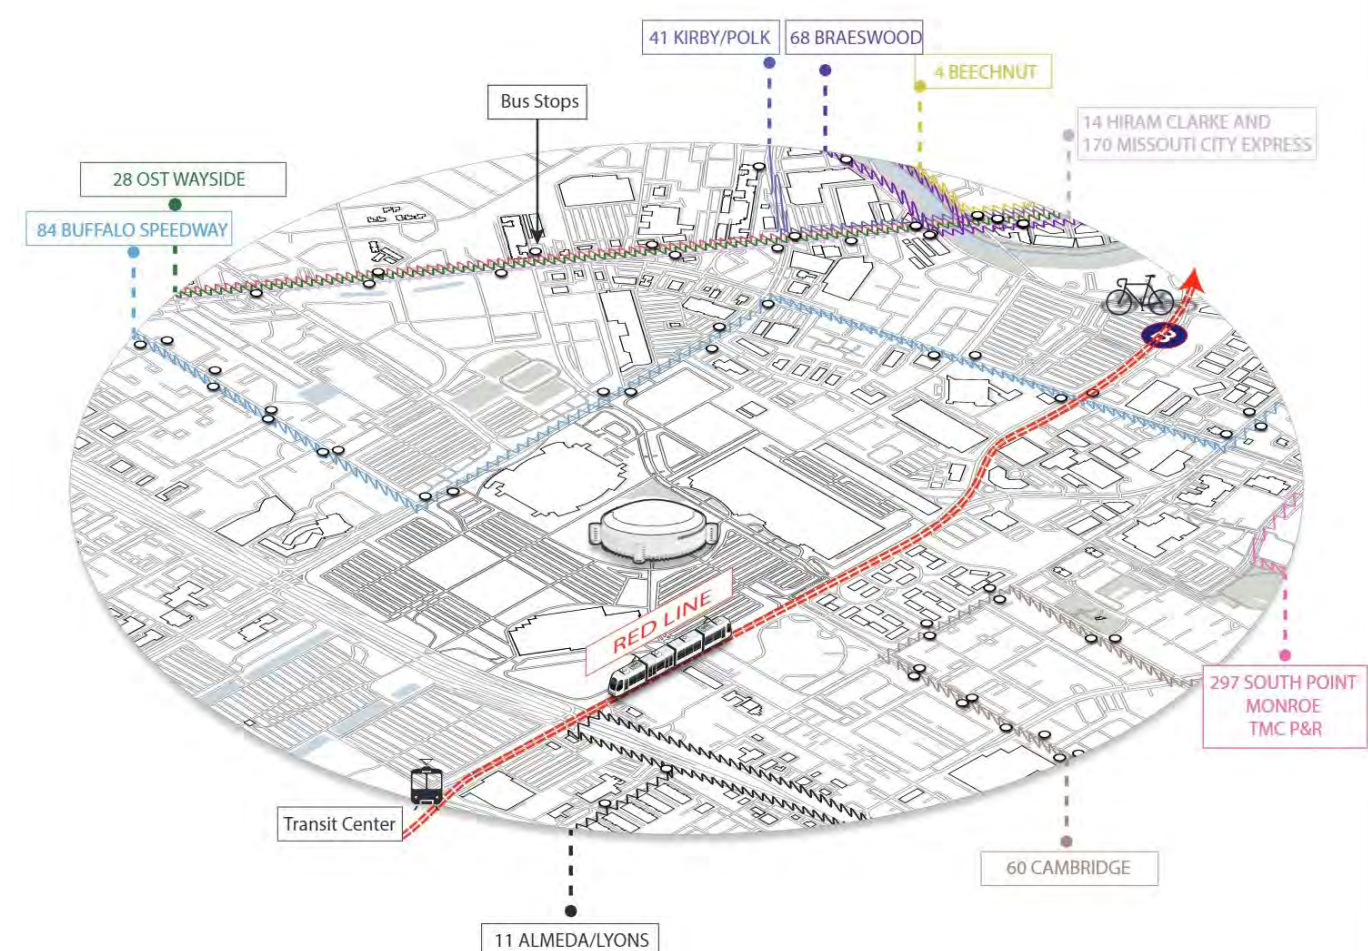 41 KIRBY/POLK
68 BRAESWOOD
4 BEECHNUT
Bus Stops
14 HIRAM CLARKE AND
170 MISSOUTI CITY EXPRESS
28 OST WAYSIDE
84 BUFFALO SPEEDWAY
B
RED LINE
297 SOUTH POINT
MONROE
TMC P&R
Transit Center
60 CAMBRIDGE
11 ALMEDA/LYONS